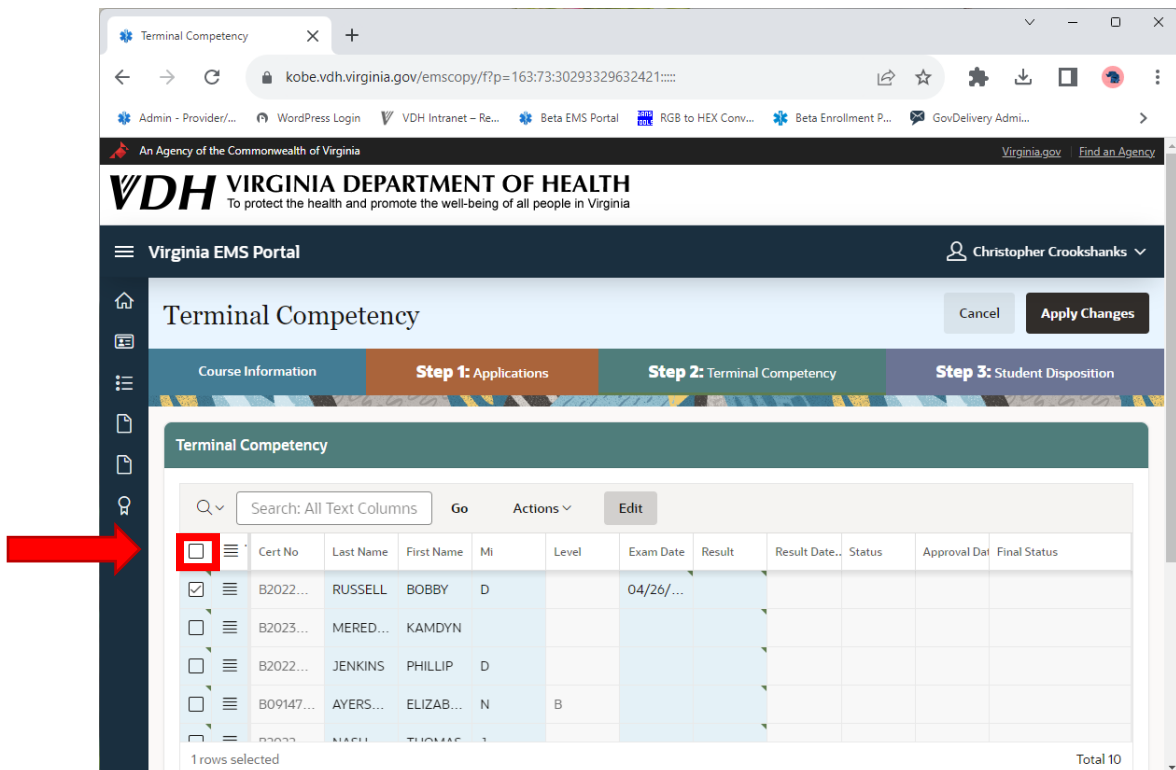 Terminal Competency
kobe.vdh.virginia.gov/emscopy/f?p=163:73:30293329632421:::::
Admin - Provider/... WordPress Login VDH Intranet – Re... Beta EMS Portal RGB to HEX Conv... Beta Enrollment P... GovDelivery Admi...
An Agency of the Commonwealth of Virginia Virginia.gov Find an Agency
VDH VIRGINIA DEPARTMENT OF HEALTH
To protect the health and promote the well-being of all people in Virginia
Virginia EMS Portal Christopher Crookshanks
Terminal Competency Cancel Apply Changes
Course Information Step 1: Applications Step 2: Terminal Competency Step 3: Student Disposition
Terminal Competency
Search: All Text Columns Go Actions Edit
Cert No Last Name First Name Mi Level Exam Date Result Result Date.. Status Approval Dat Final Status
B2022... RUSSELL BOBBY D 04/26/...
B2023... MERED... KAMDYN
B2022... JENKINS PHILLIP D
B09147... AYERS... ELIZAB... N B
NASH THOMAS J
1 rows selected Total 10